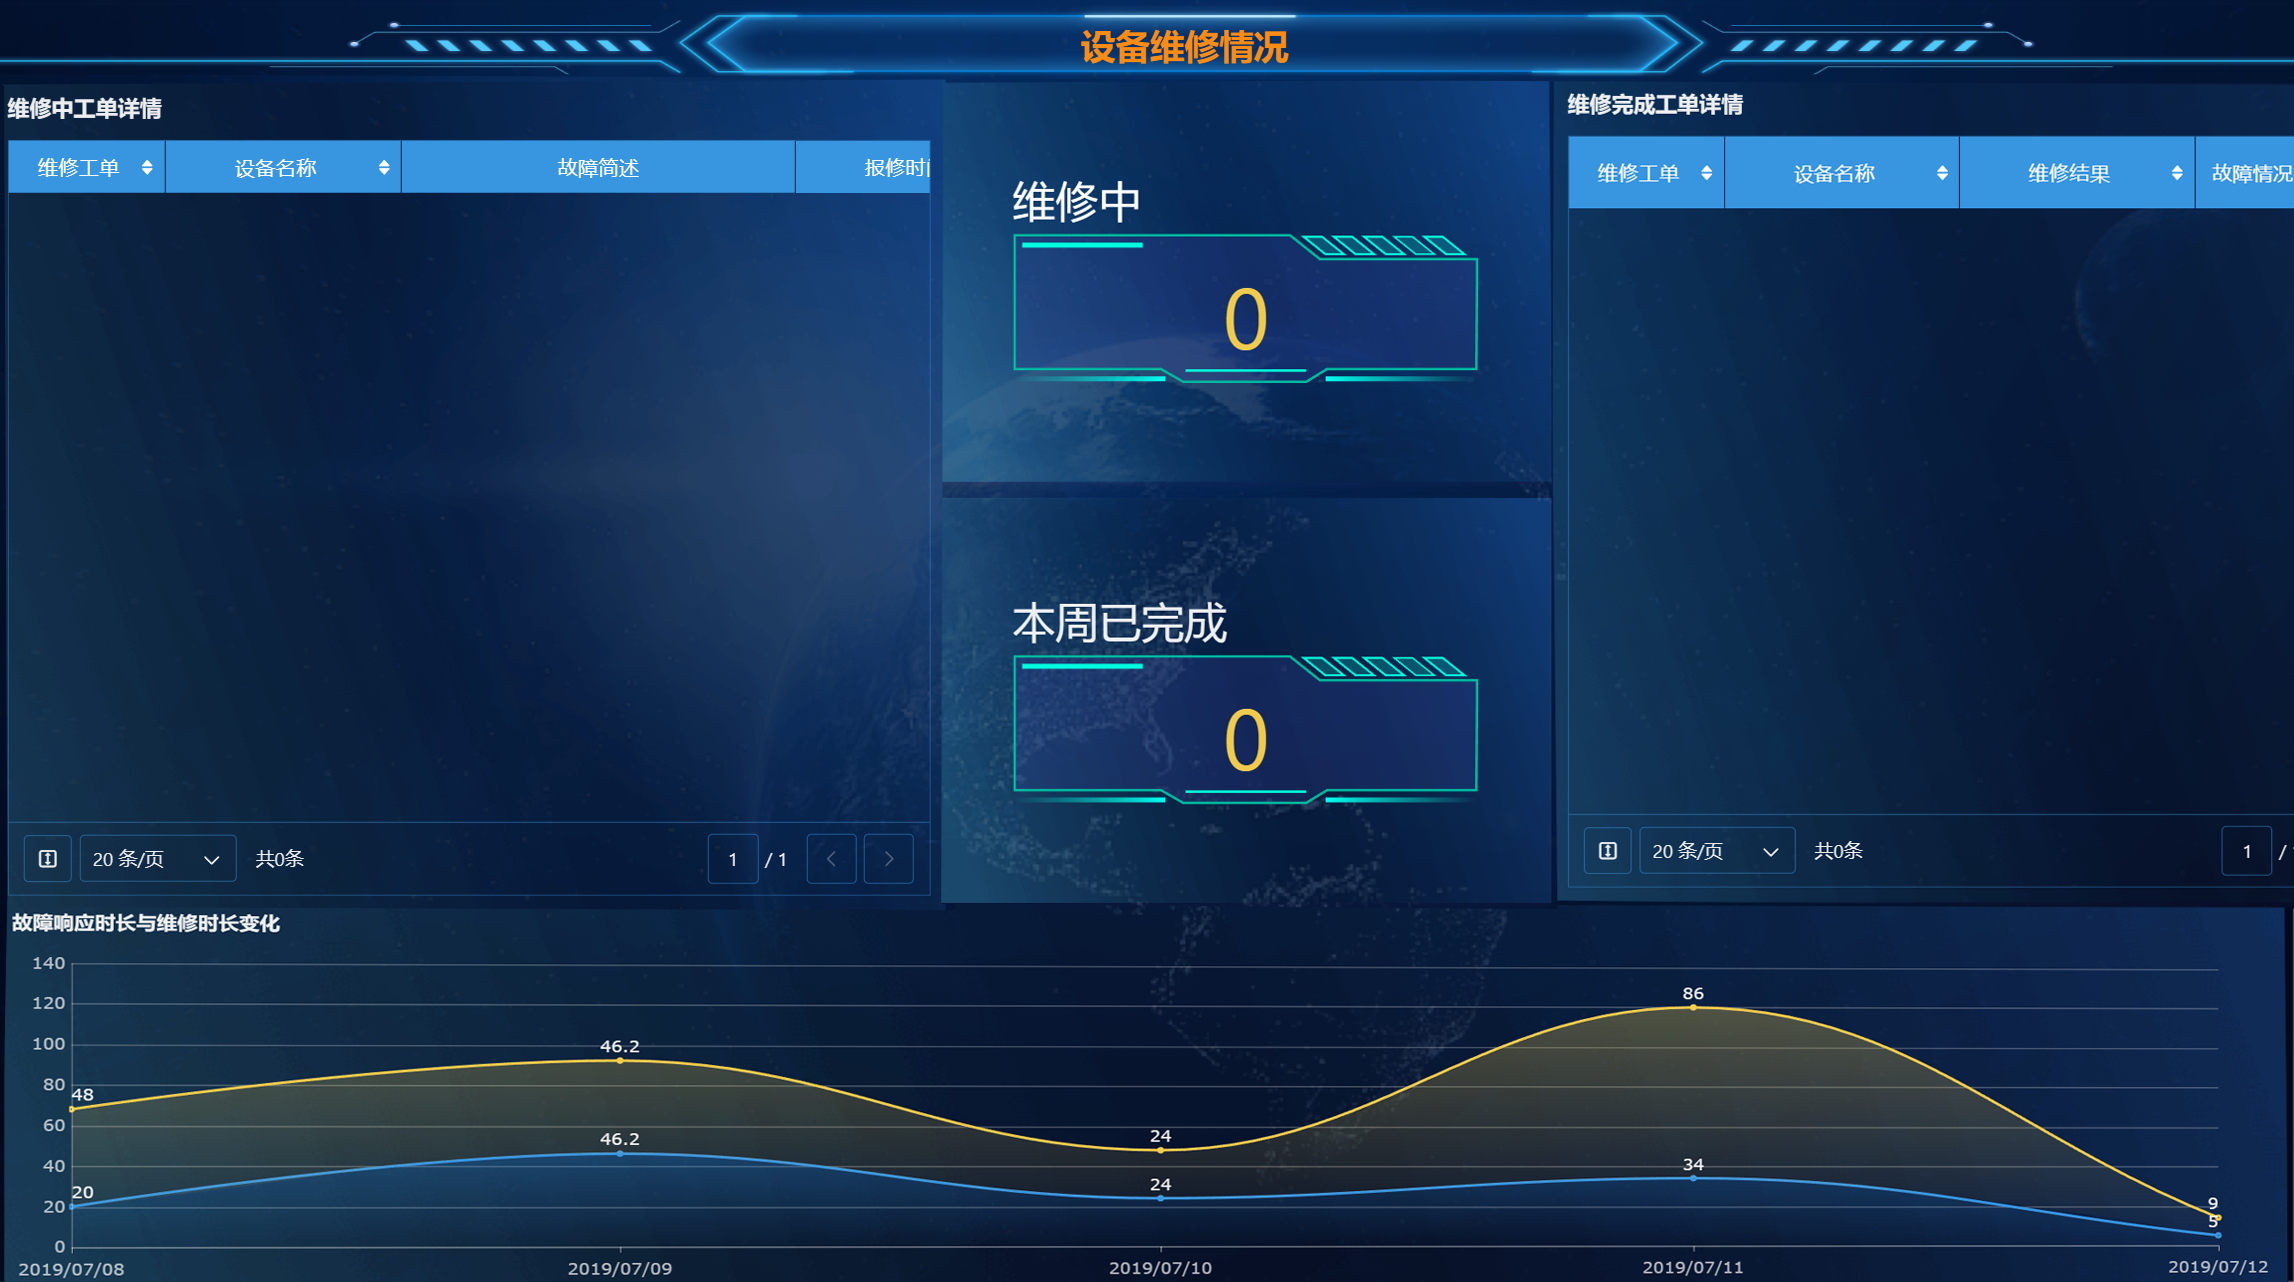 设备维修情况
维修中工单详情
维修工单 设备名称 故障简述 报修时
20 条/页 共0条 1 / 1
维修中
0
本周已完成
0
维修完成工单详情
维修工单 设备名称 维修结果 故障情况
20 条/页 共0条 1 /
故障响应时长与维修时长变化
140
120
100
80
60
40
20
0
48 46.2 24 86 9
20 46.2 24 34 5
2019/07/08 2019/07/09 2019/07/10 2019/07/11 2019/07/12